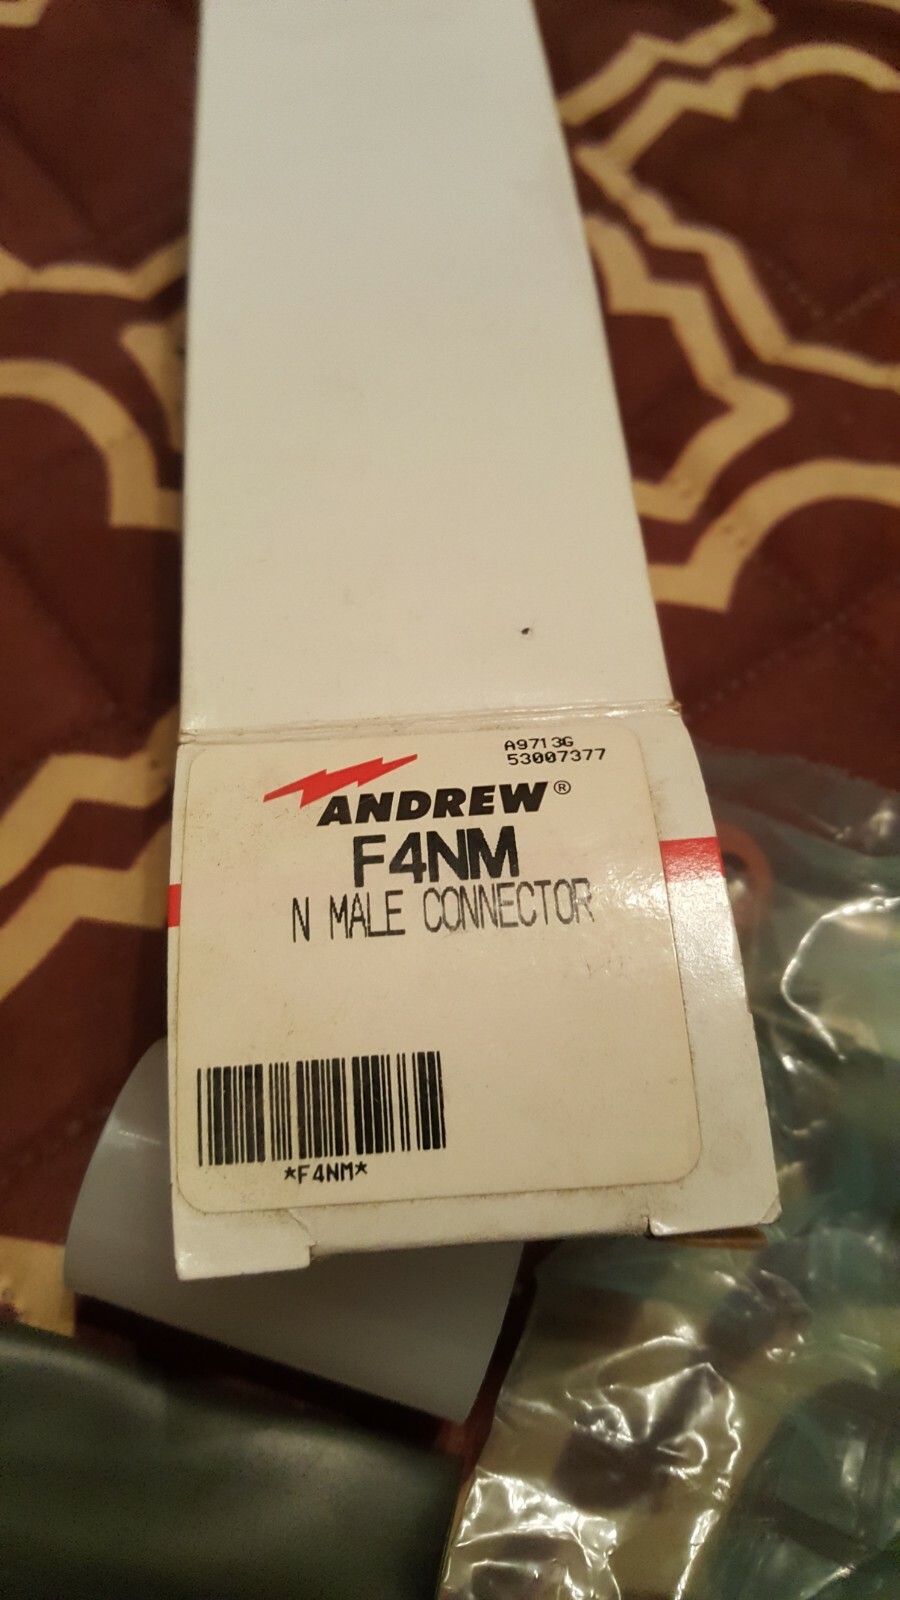 A9713G
53007377
ANDREW®
F4NM
N MALE CONNECTOR
*F4NM*